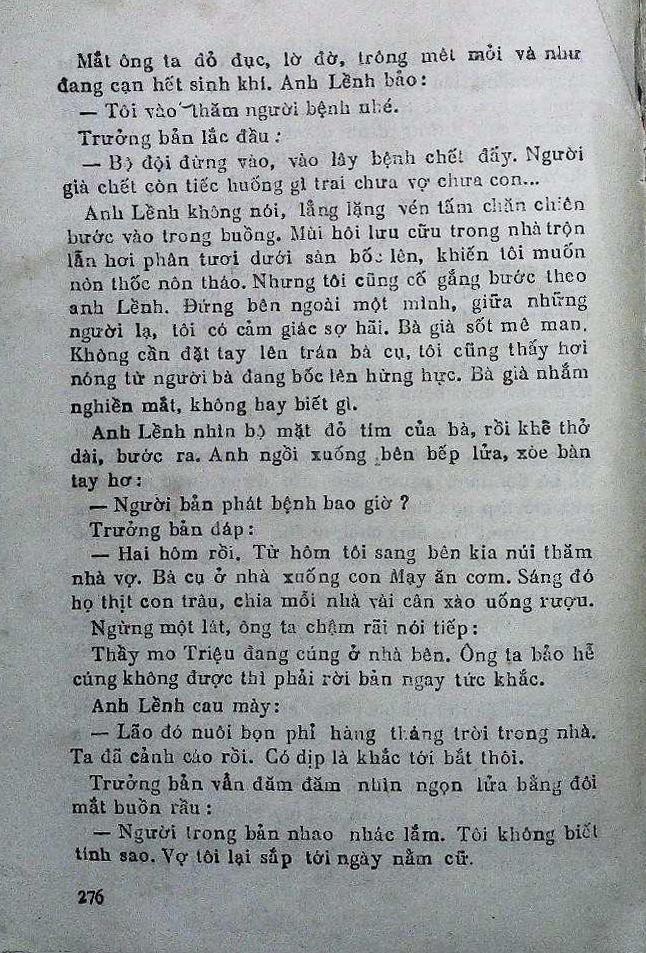 Mắt ông ta đỏ đục, lờ đờ, trông mệt mỏi và như
đang cạn hết sinh khí. Anh Lềnh bảo:
— Tôi vào thăm người bệnh nhé.
Trưởng bản lắc đầu :
— Bộ đội đừng vào, vào lây bệnh chết đấy. Người
già chết còn tiếc huống gì trai chưa vợ chưa con...
Anh Lềnh không nói, lẳng lặng vén tấm chăn chiên
bước vào trong buồng. Mùi hôi lưu cữu trong nhà trộn
lẫn hơi phân tươi dưới sàn bốc lên, khiến tôi muốn
nôn thốc nôn tháo. Nhưng tôi cũng cố gắng bước theo
anh Lềnh. Đứng bên ngoài một mình, giữa những
người lạ, tôi có cảm giác sợ hãi. Bà già sốt mê man.
Không cần đặt tay lên trán bà cụ, tôi cũng thấy hơi
nóng từ người bà đang bốc lên hừng hực. Bà già nhắm
nghiền mắt, không hay biết gì.
Anh Lềnh nhìn bộ mặt đỏ tím của bà, rồi khẽ thở
dài, bước ra. Anh ngồi xuống bên bếp lửa, xòe bàn
tay hơ:
— Người bản phát bệnh bao giờ ?
Trưởng bản đáp:
— Hai hôm rồi. Từ hôm tôi sang bên kia núi thăm
nhà vợ. Bà cụ ở nhà xuống con Mạy ăn cơm. Sáng đó
họ thịt con trâu, chia mỗi nhà vài cân xào uống rượu.
Ngừng một lát, ông ta chậm rãi nói tiếp:
Thầy mo Triệu đang cúng ở nhà bên. Ông ta bảo hễ
cúng không được thì phải rời bản ngay tức khắc.
Anh Lềnh cau mày:
— Lão đó nuôi bọn phỉ hàng tháng trời trong nhà.
Ta đã cảnh cáo rồi. Có dịp là khắc tới bắt thôi.
Trưởng bản vẫn đăm đăm nhìn ngọn lửa bằng đôi
mắt buồn rầu :
— Người trong bản nhao nhác lắm. Tôi không biết
tính sao. Vợ tôi lại sắp tới ngày nằm cữ.
276